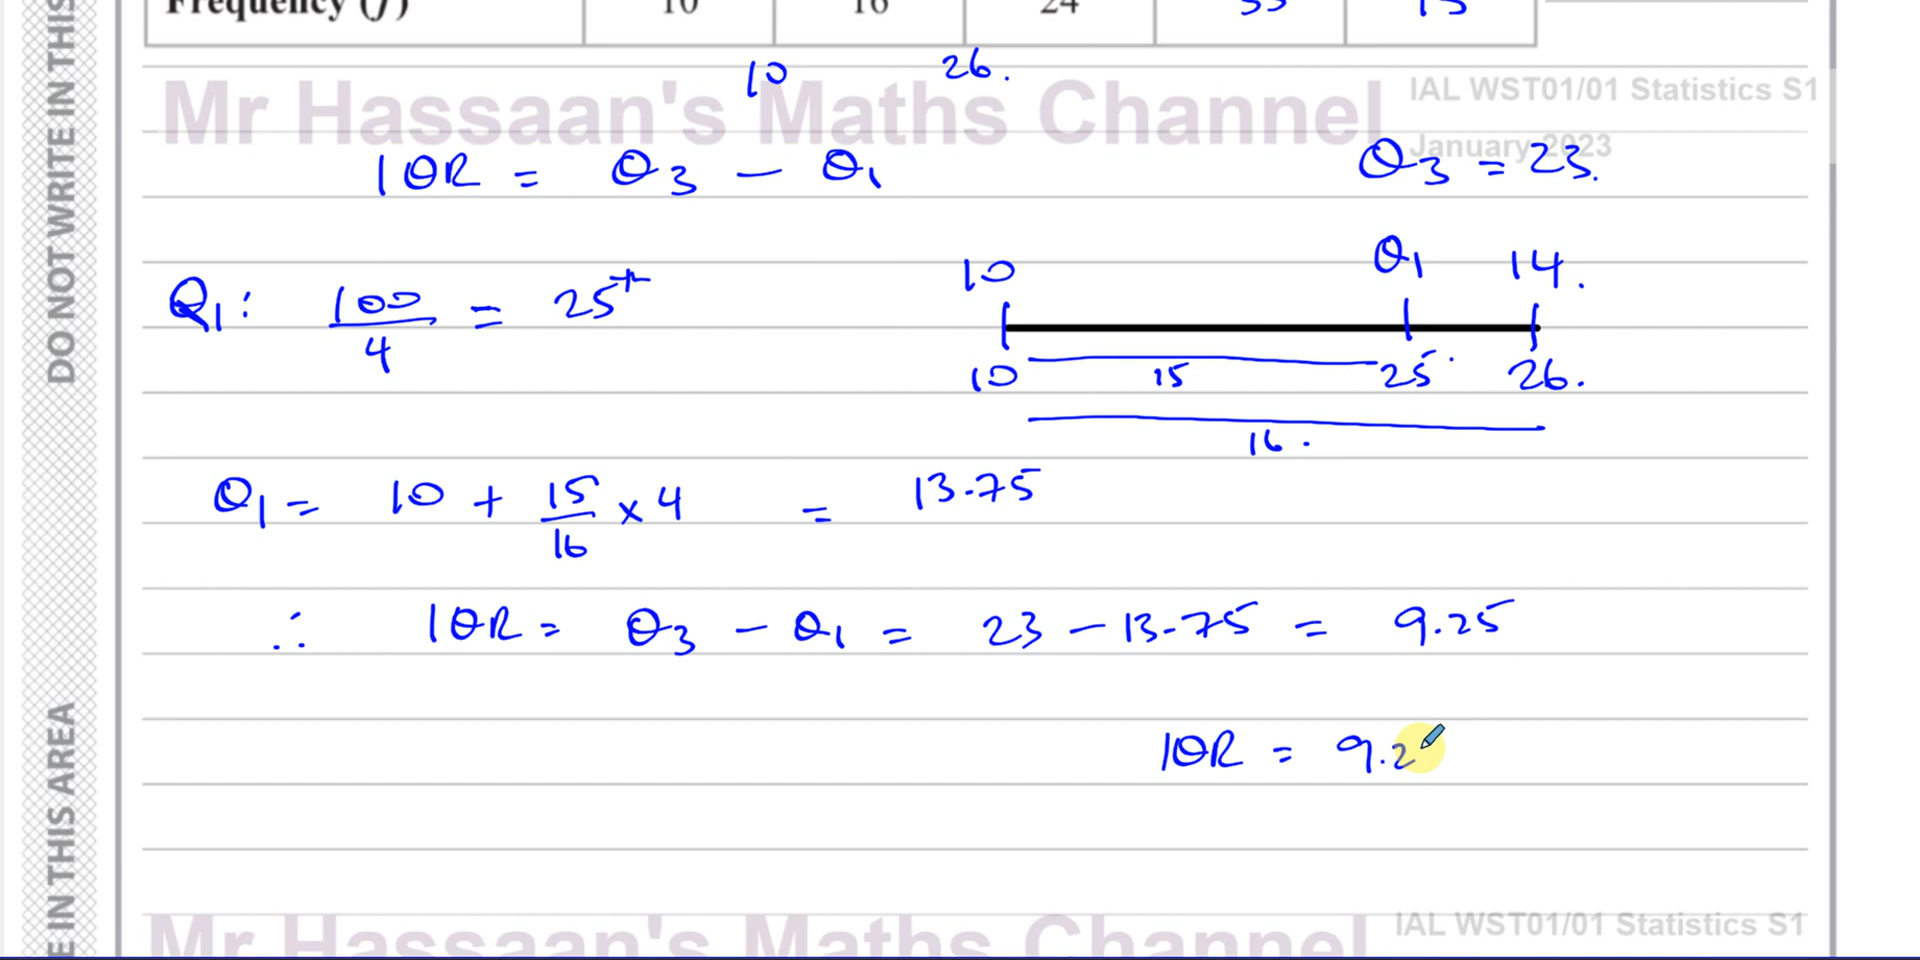 Frequency (f) 10 16 24 35 15
10 26.
Mr Hassaan's Maths Channel
IAL WST01/01 Statistics S1
January 2023
IQR = Q3 - Q1
Q3 = 23.
Q1: 100/4 = 25th
10 Q1 14.
10 15 25. 26.
16.
Q1 = 10 + 15/16 x 4 = 13.75
∴ IQR = Q3 - Q1 = 23 - 13.75 = 9.25
IQR = 9.2
Mr Hassaan's Maths Channel
IAL WST01/01 Statistics S1
DO NOT WRITE IN THIS
E IN THIS AREA